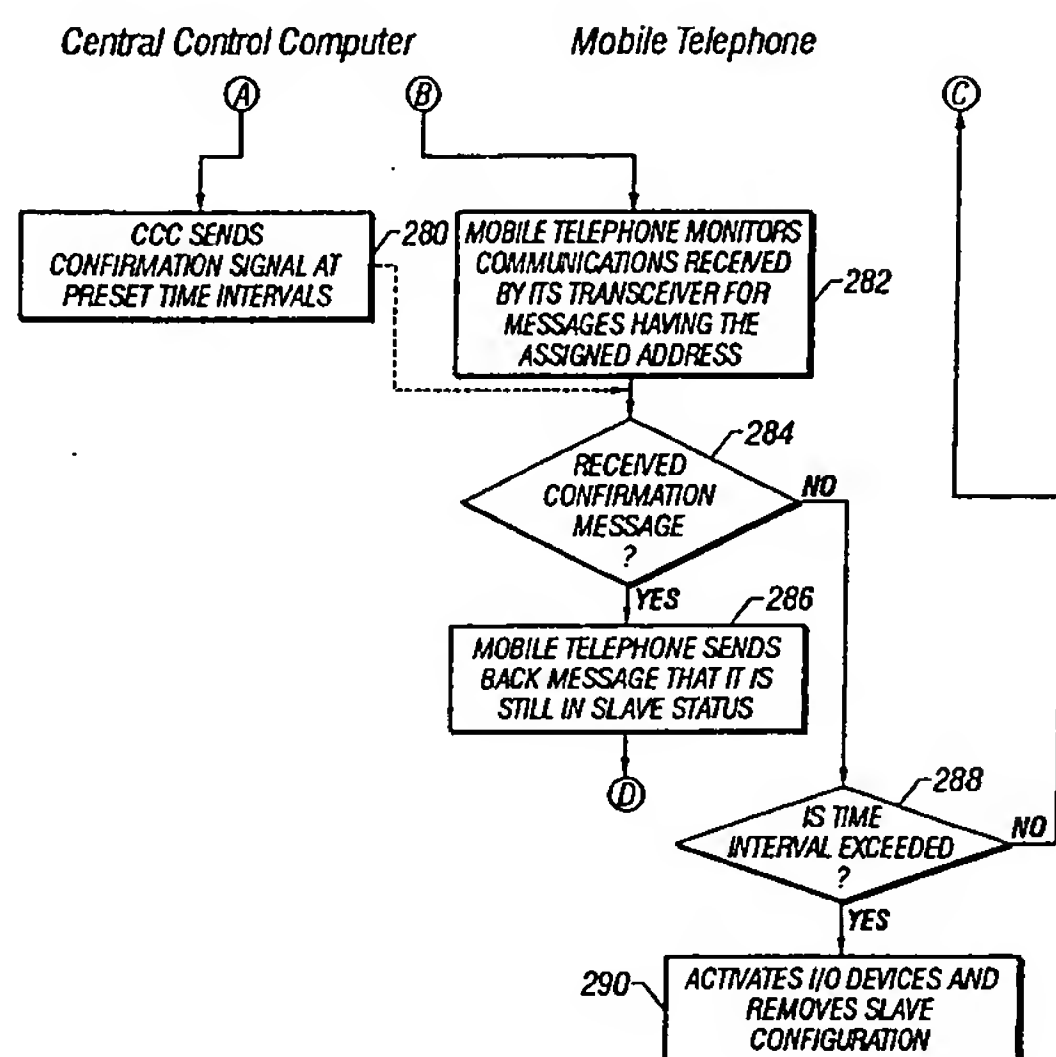 Central Control Computer
Mobile Telephone
A
B
C
CCC SENDS
CONFIRMATION SIGNAL AT
PRESET TIME INTERVALS
280
MOBILE TELEPHONE MONITORS
COMMUNICATIONS RECEIVED
BY ITS TRANSCEIVER FOR
MESSAGES HAVING THE
ASSIGNED ADDRESS
282
284
RECEIVED
CONFIRMATION
MESSAGE
?
NO
YES
286
MOBILE TELEPHONE SENDS
BACK MESSAGE THAT IT IS
STILL IN SLAVE STATUS
D
288
IS TIME
INTERVAL EXCEEDED
?
NO
YES
290
ACTIVATES I/O DEVICES AND
REMOVES SLAVE
CONFIGURATION